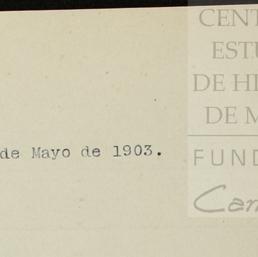 CENT
ESTU
DE HI
DE M
de Mayo de 1903.
FUND
Car